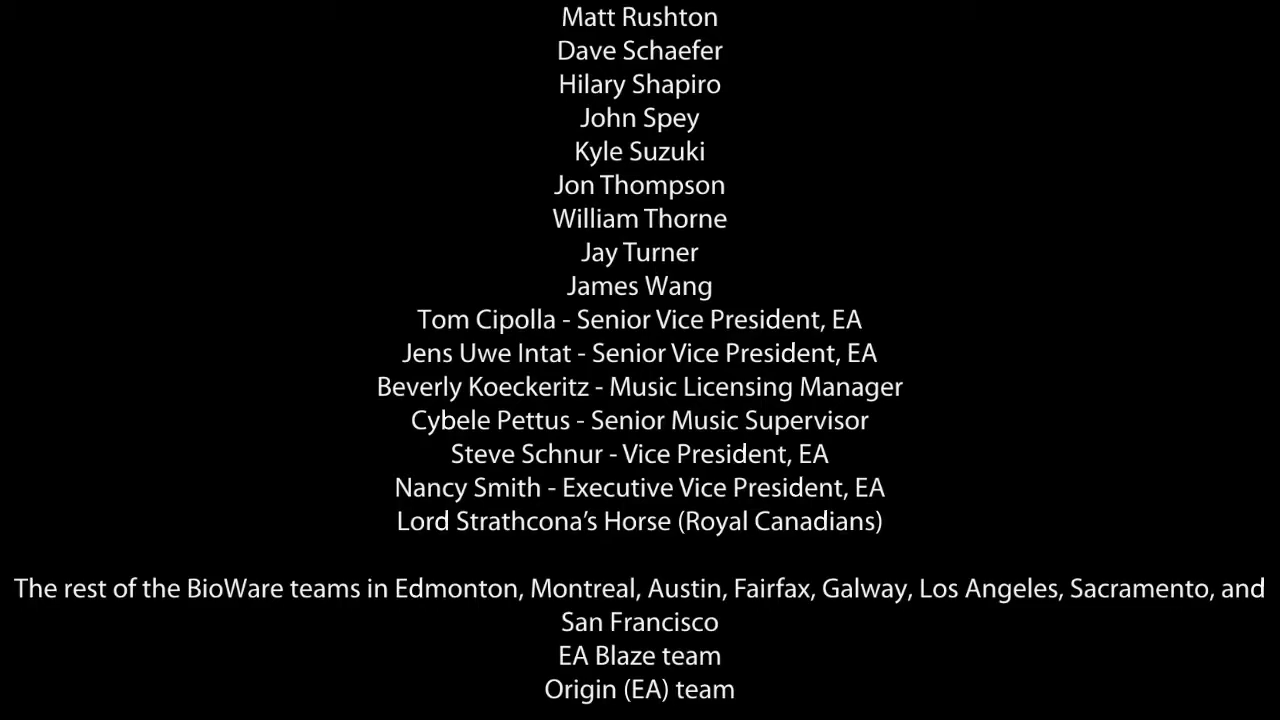 Matt Rushton
Dave Schaefer
Hilary Shapiro
John Spey
Kyle Suzuki
Jon Thompson
William Thorne
Jay Turner
James Wang
Tom Cipolla - Senior Vice President, EA
Jens Uwe Intat - Senior Vice President, EA
Beverly Koeckeritz - Music Licensing Manager
Cybele Pettus - Senior Music Supervisor
Steve Schnur - Vice President, EA
Nancy Smith - Executive Vice President, EA
Lord Strathcona’s Horse (Royal Canadians)
The rest of the BioWare teams in Edmonton, Montreal, Austin, Fairfax, Galway, Los Angeles, Sacramento, and
San Francisco
EA Blaze team
Origin (EA) team